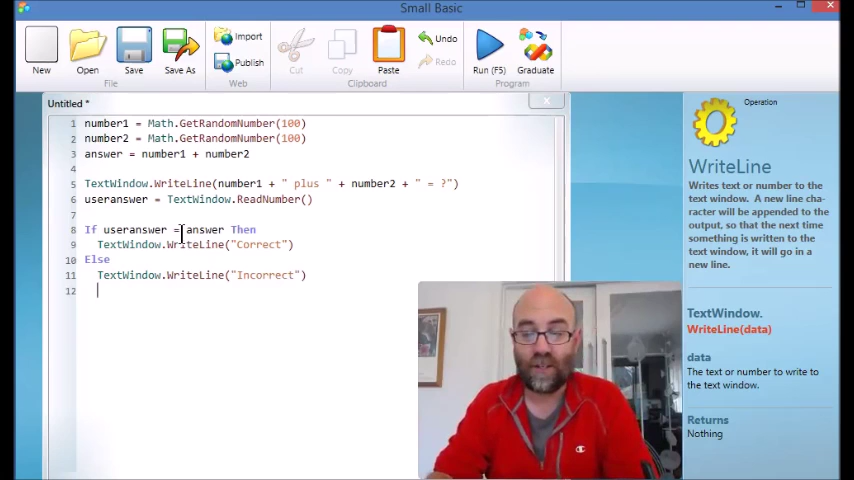 Small Basic
New
Open
Save
Save As
Import
Publish
Cut
Copy
Paste
Undo
Redo
Run (F5)
Graduate
File
Web
Clipboard
Program
Untitled *
1 number1 = Math.GetRandomNumber(100)
2 number2 = Math.GetRandomNumber(100)
3 answer = number1 + number2
4
5 TextWindow.WriteLine(number1 + " plus " + number2 + " = ?")
6 useranswer = TextWindow.ReadNumber()
7
8 If useranswer = answer Then
9 TextWindow.WriteLine("Correct")
10 Else
11 TextWindow.WriteLine("Incorrect")
12
Operation
WriteLine
Writes text or number to the
text window. A new line cha-
racter will be appended to the
output, so that the next time
something is written to the
text window, it will go in a
new line.
TextWindow.
WriteLine(data)
data
The text or number to write to
the text window.
Returns
Nothing